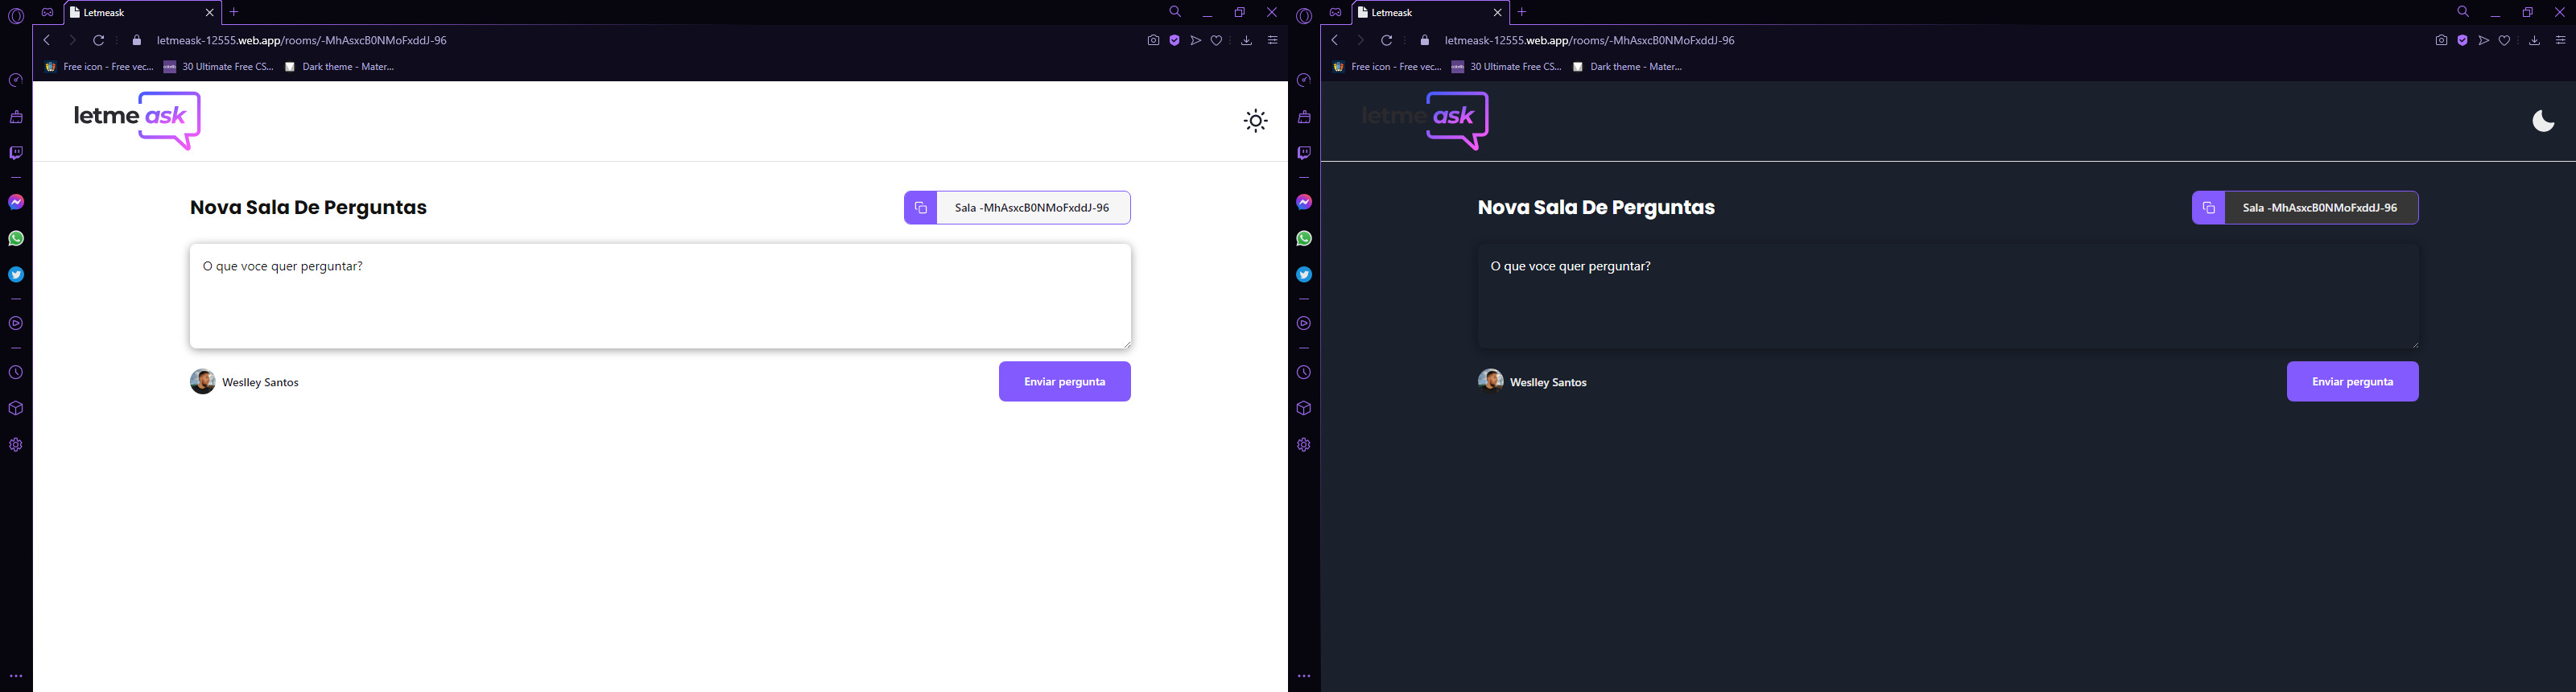 Letmeask
letmeask-12555.web.app/rooms/-MhAsxcB0NMoFxddJ-96
Free icon - Free vec... 30 Ultimate Free CS... Dark theme - Mater...
letme ask
Nova Sala De Perguntas
Sala -MhAsxcB0NMoFxddJ-96
O que voce quer perguntar?
Weslley Santos
Enviar pergunta
Letmeask
letmeask-12555.web.app/rooms/-MhAsxcB0NMoFxddJ-96
Free icon - Free vec... 30 Ultimate Free CS... Dark theme - Mater...
letme ask
Nova Sala De Perguntas
Sala -MhAsxcB0NMoFxddJ-96
O que voce quer perguntar?
Weslley Santos
Enviar pergunta